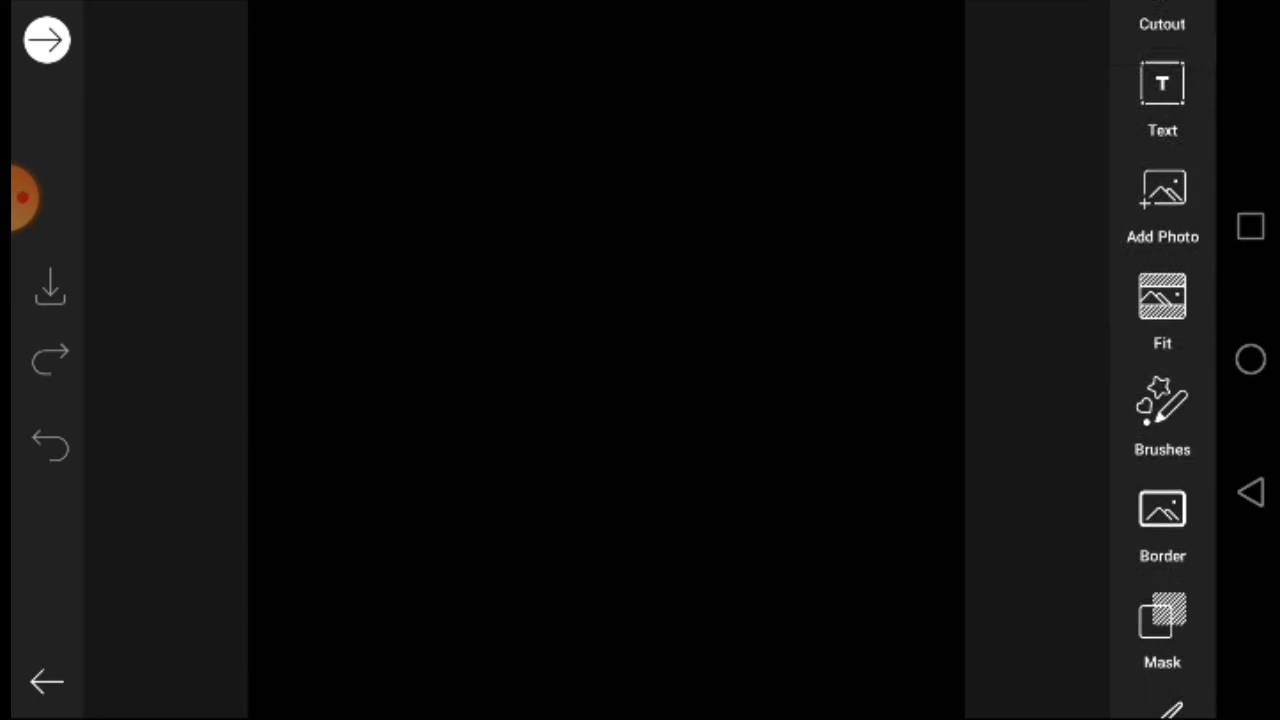 Cutout
Text
Add Photo
Fit
Brushes
Border
Mask